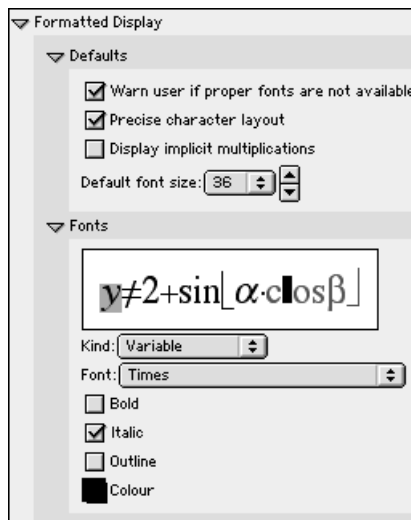 Formatted Display
Defaults
Warn user if proper fonts are not available
Precise character layout
Display implicit multiplications
Default font size: 36
Fonts
y≠2+sin⌊α·c▮osβ⌋
Kind: Variable
Font: Times
Bold
Italic
Outline
Colour